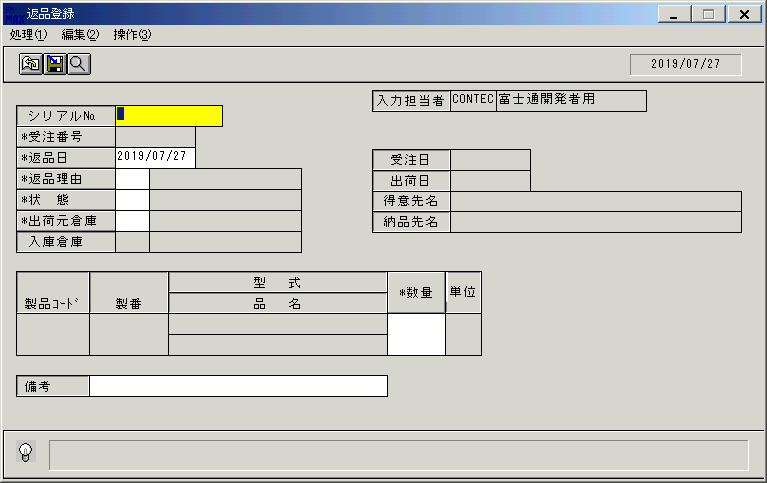 返品登録
処理(1) 編集(2) 操作(3)
2019/07/27
入力担当者 CONTEC 富士通開発者用
シリアル№
*受注番号
*返品日 2019/07/27
*返品理由
*状　態
*出荷元倉庫
入庫倉庫
受注日
出荷日
得意先名
納品先名
製品ｺｰﾄﾞ 製番 型　式 *数量 単位
品　名
備考